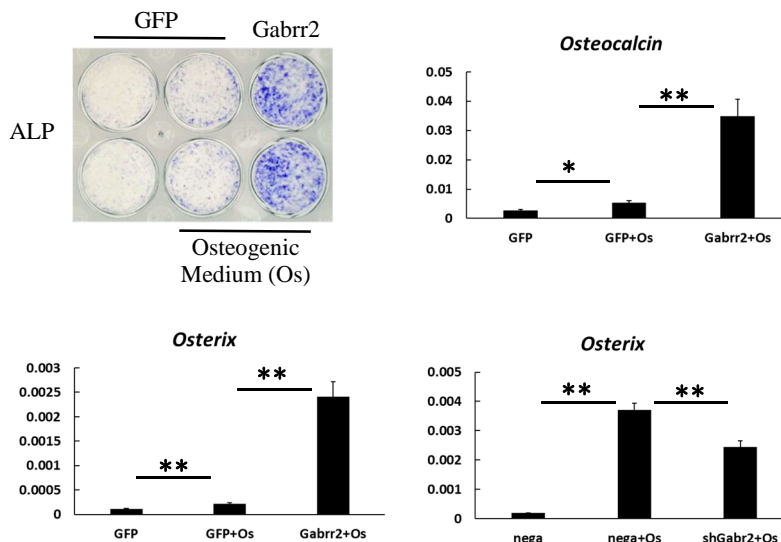 GFP
Gabrr2
ALP
Osteogenic
Medium (Os)
Osteocalcin
0.05
0.04
0.03
0.02
0.01
0
**
*
GFP
GFP+Os
Gabrr2+Os
Osterix
0.003
0.0025
0.002
0.0015
0.001
0.0005
0
**
**
GFP
GFP+Os
Gabrr2+Os
Osterix
0.005
0.004
0.003
0.002
0.001
0.000
**
**
nega
nega+Os
shGabr2+Os